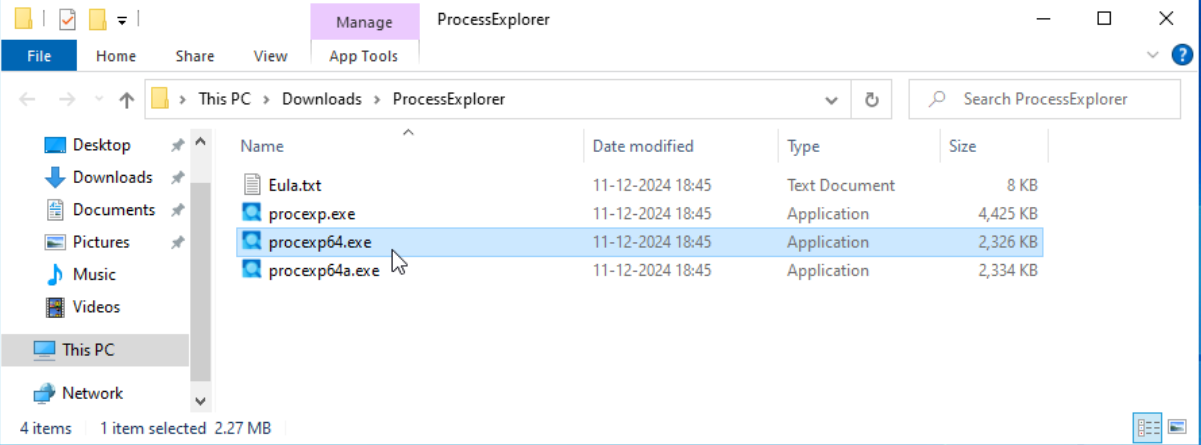 Manage
ProcessExplorer
File
Home
Share
View
App Tools
?
This PC > Downloads > ProcessExplorer
Search ProcessExplorer
Desktop
Downloads
Documents
Pictures
Music
Videos
This PC
Network
Name Date modified Type Size
Eula.txt 11-12-2024 18:45 Text Document 8 KB
procexp.exe 11-12-2024 18:45 Application 4,425 KB
procexp64.exe 11-12-2024 18:45 Application 2,326 KB
procexp64a.exe 11-12-2024 18:45 Application 2,334 KB
4 items 1 item selected 2.27 MB